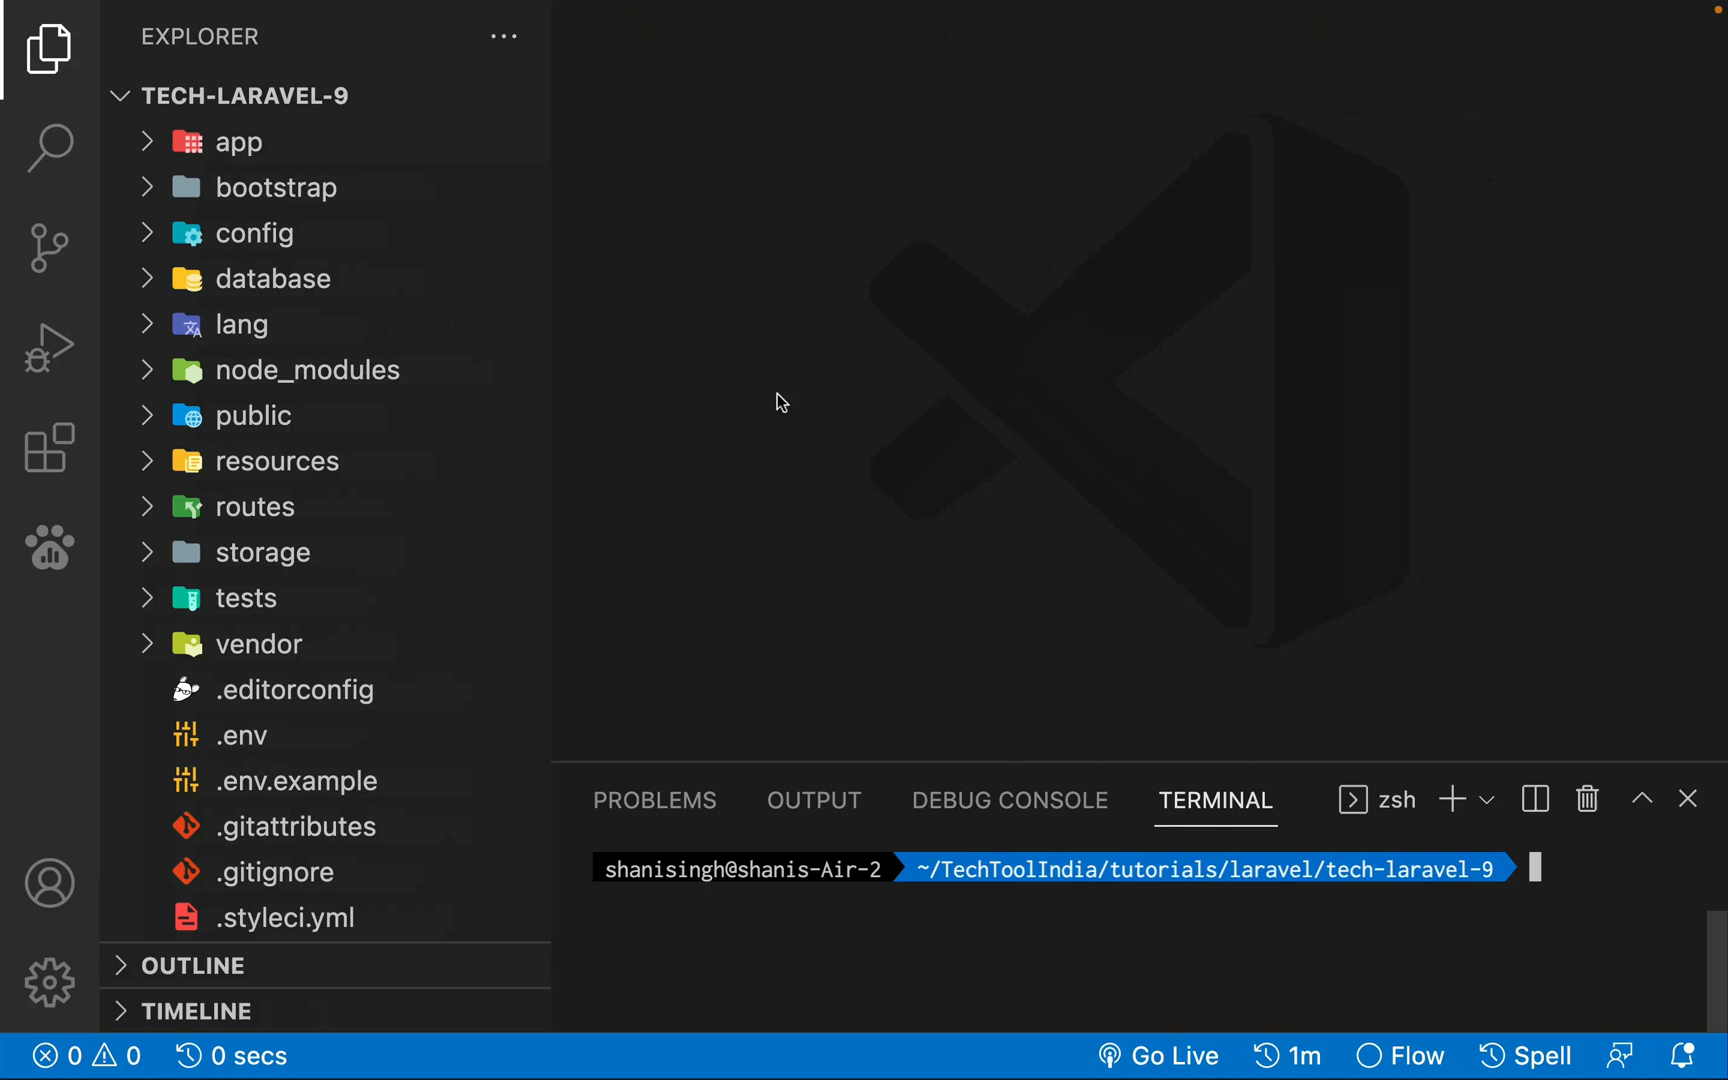 EXPLORER
TECH-LARAVEL-9
app
bootstrap
config
database
lang
node_modules
public
resources
routes
storage
tests
vendor
.editorconfig
.env
.env.example
.gitattributes
.gitignore
.styleci.yml
OUTLINE
TIMELINE
PROBLEMS OUTPUT DEBUG CONSOLE TERMINAL zsh
shanisingh@shanis-Air-2 ~/TechToolIndia/tutorials/laravel/tech-laravel-9
0 0 0 secs Go Live 1m Flow Spell